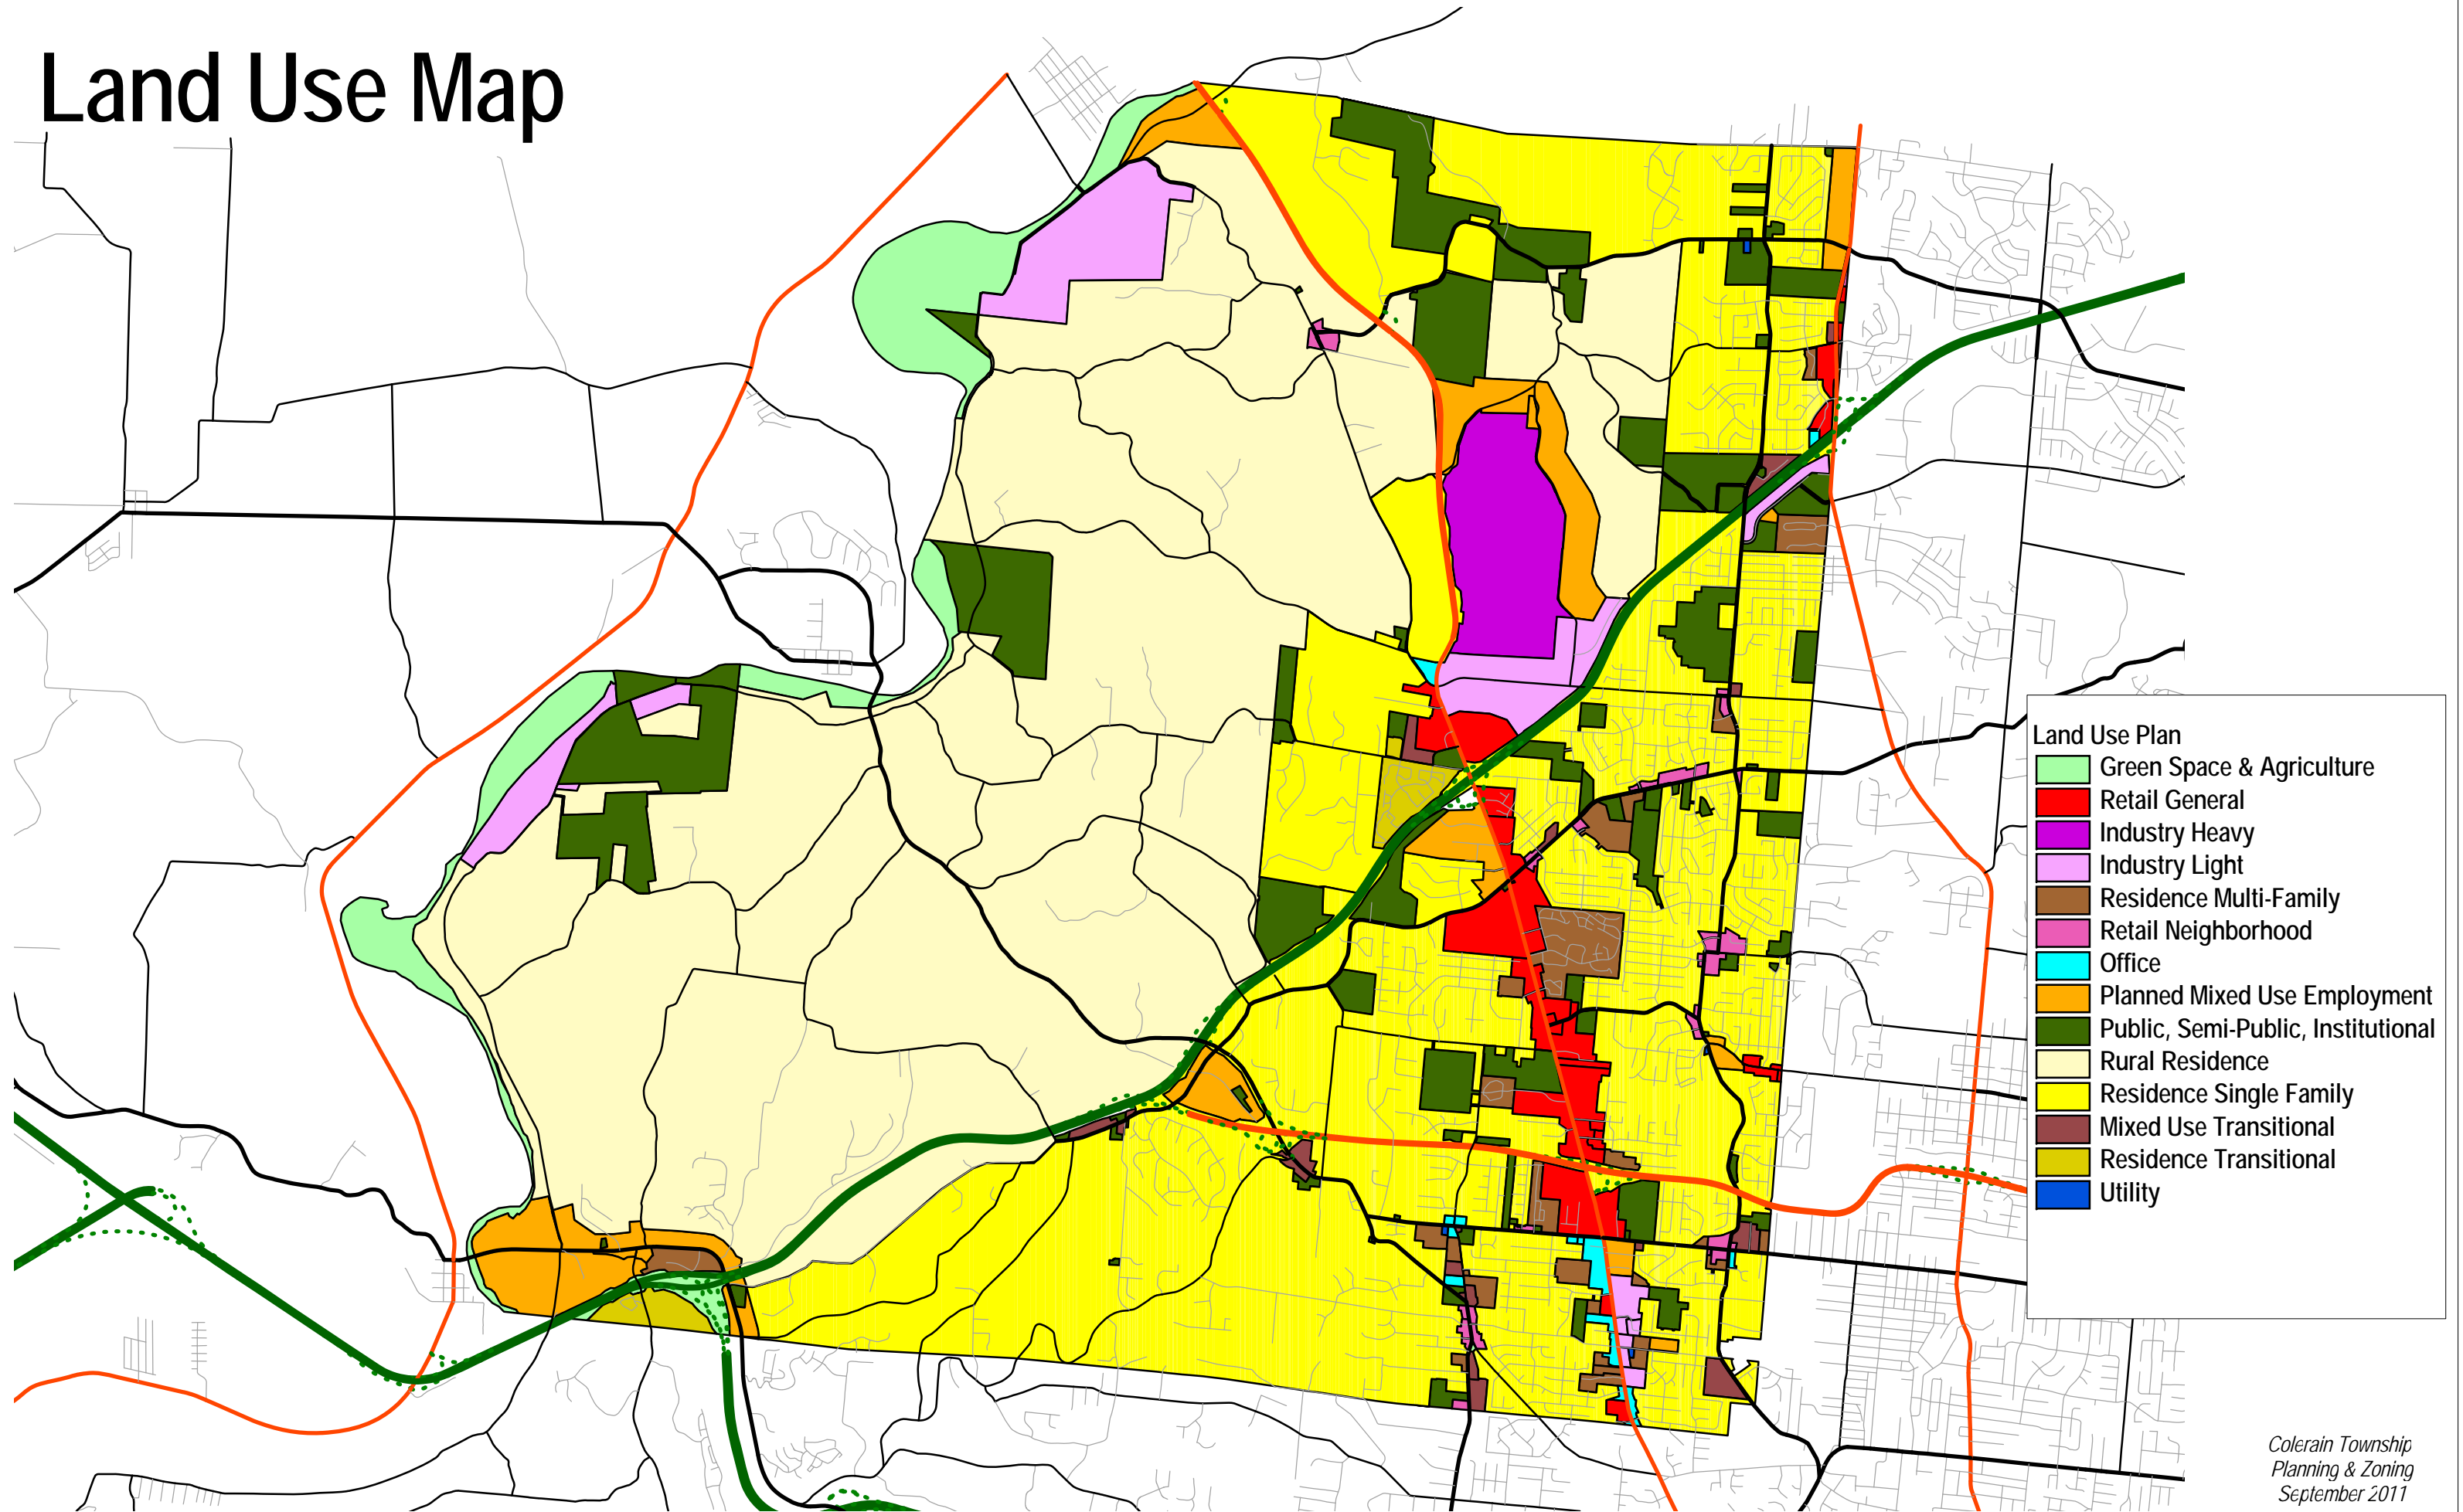 Land Use Map
Land Use Plan
Green Space & Agriculture
Retail General
Industry Heavy
Industry Light
Residence Multi-Family
Retail Neighborhood
Office
Planned Mixed Use Employment
Public, Semi-Public, Institutional
Rural Residence
Residence Single Family
Mixed Use Transitional
Residence Transitional
Utility
Colerain Township
Planning & Zoning
September 2011